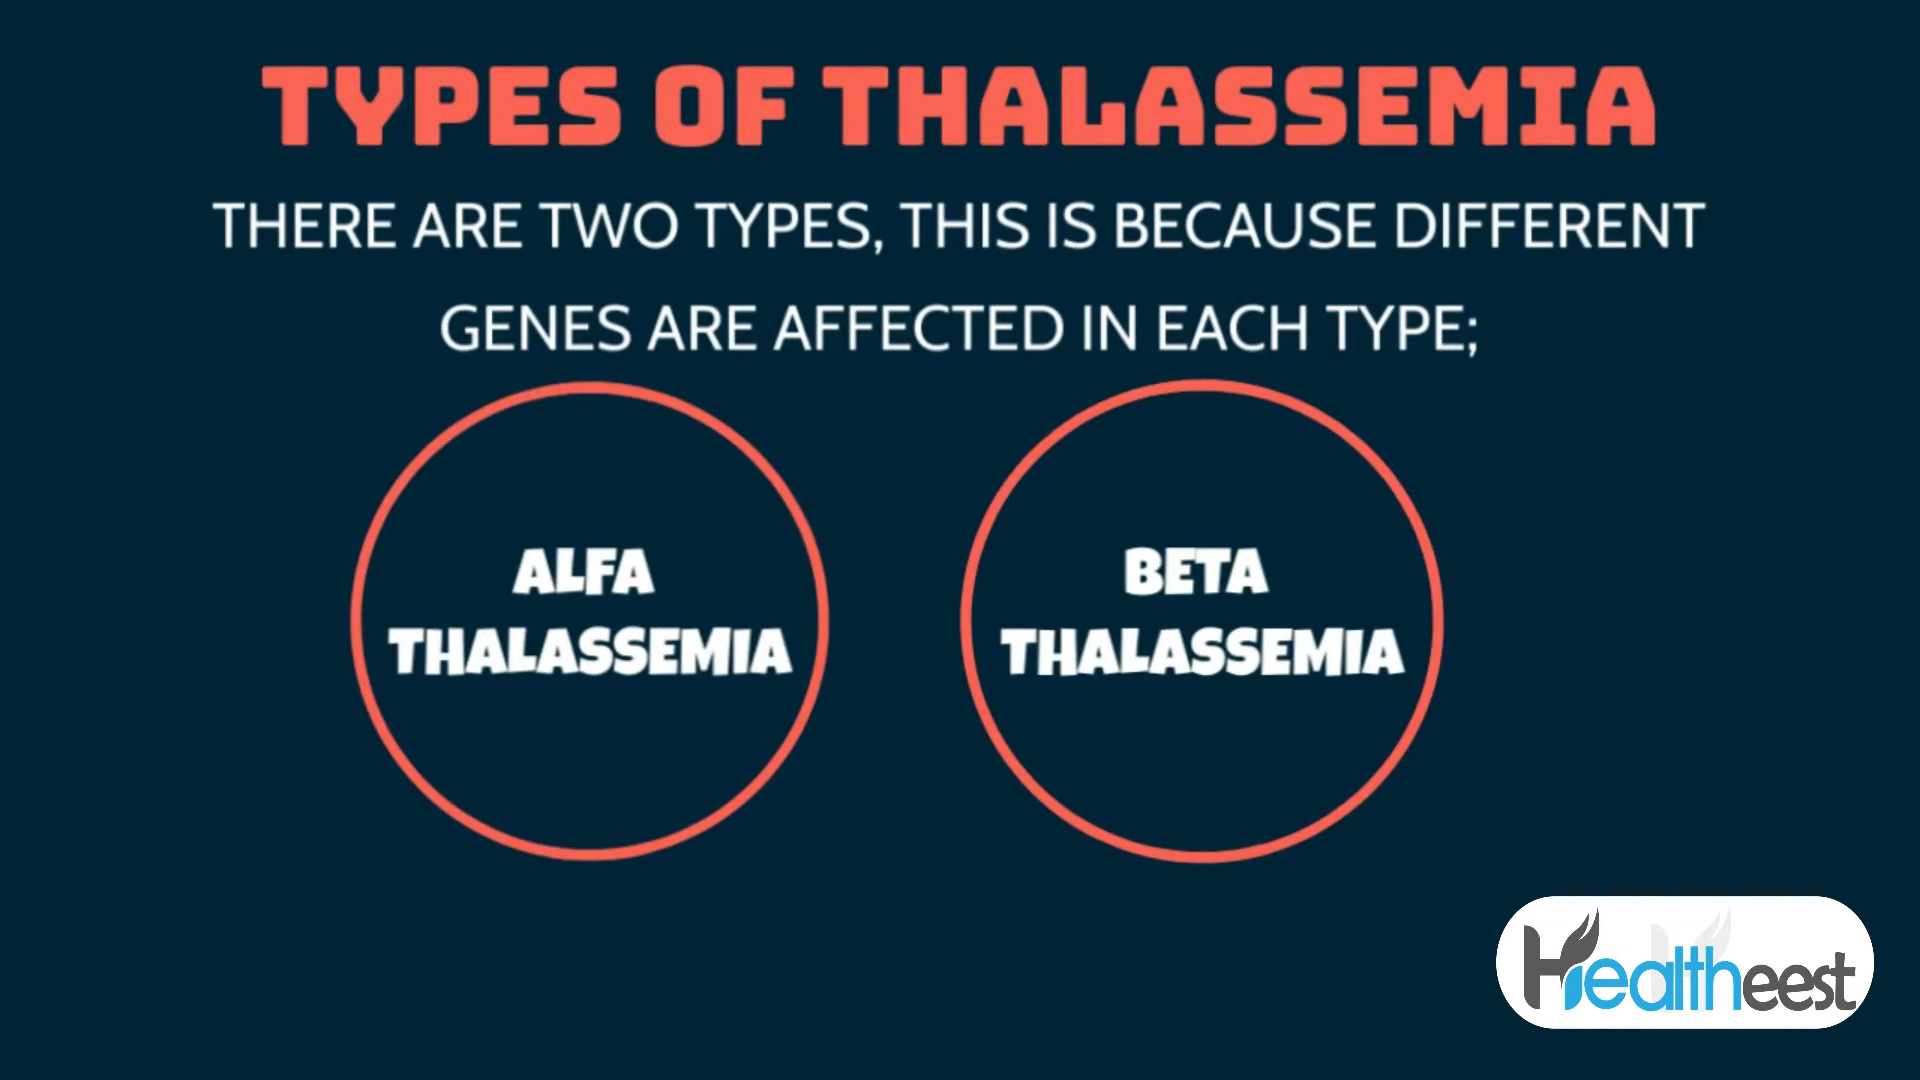 TYPES OF THALASSEMIA
THERE ARE TWO TYPES, THIS IS BECAUSE DIFFERENT
GENES ARE AFFECTED IN EACH TYPE;
ALFA
THALASSEMIA
BETA
THALASSEMIA
Healtheest